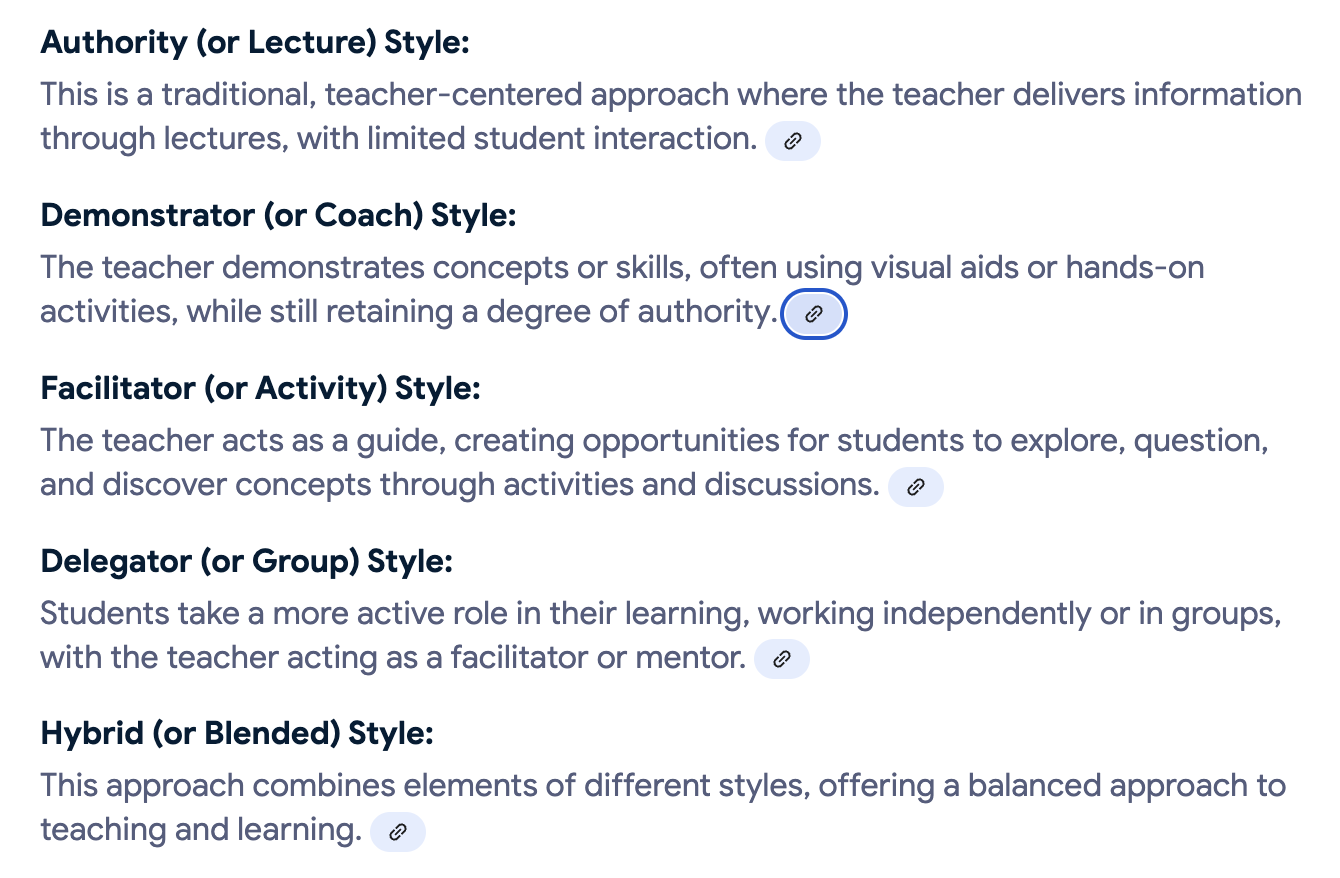 Authority (or Lecture) Style:
This is a traditional, teacher-centered approach where the teacher delivers information
through lectures, with limited student interaction.
Demonstrator (or Coach) Style:
The teacher demonstrates concepts or skills, often using visual aids or hands-on
activities, while still retaining a degree of authority.
Facilitator (or Activity) Style:
The teacher acts as a guide, creating opportunities for students to explore, question,
and discover concepts through activities and discussions.
Delegator (or Group) Style:
Students take a more active role in their learning, working independently or in groups,
with the teacher acting as a facilitator or mentor.
Hybrid (or Blended) Style:
This approach combines elements of different styles, offering a balanced approach to
teaching and learning.